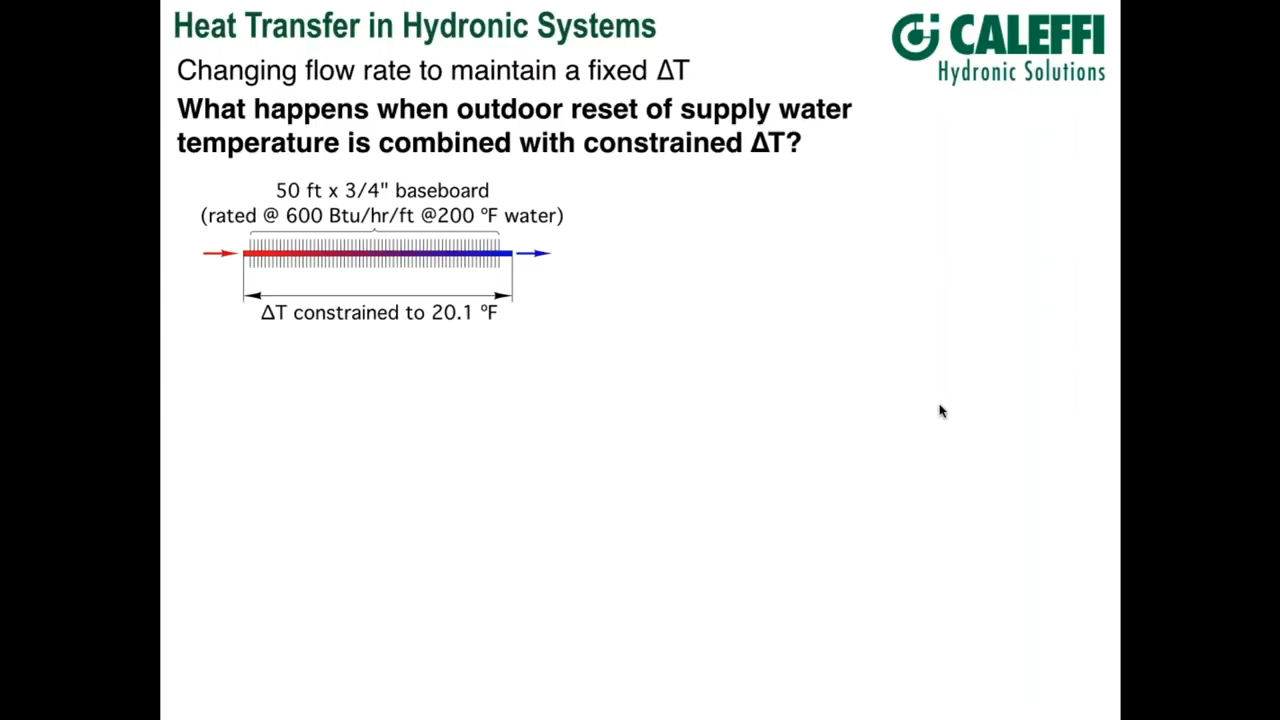 Heat Transfer in Hydronic Systems
CALEFFI
Hydronic Solutions
Changing flow rate to maintain a fixed ΔT
What happens when outdoor reset of supply water
temperature is combined with constrained ΔT?
50 ft x 3/4" baseboard
(rated @ 600 Btu/hr/ft @200 ºF water)
ΔT constrained to 20.1 ºF